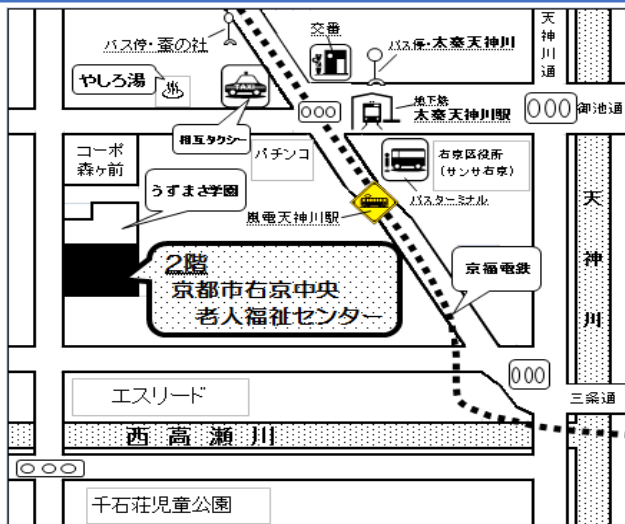 バス停・蚕の社
交番
バス停・太秦天神川
天神川通
やしろ湯
地下鉄
太秦天神川駅
御池通
相互タクシー
コーポ
森ヶ前
パチンコ
右京区役所
(サンサ右京)
うずまさ学園
バスターミナル
嵐電天神川駅
天神川
2階
京都市右京中央
老人福祉センター
京福電鉄
エスリード
三条通
西高瀬川
千石荘児童公園